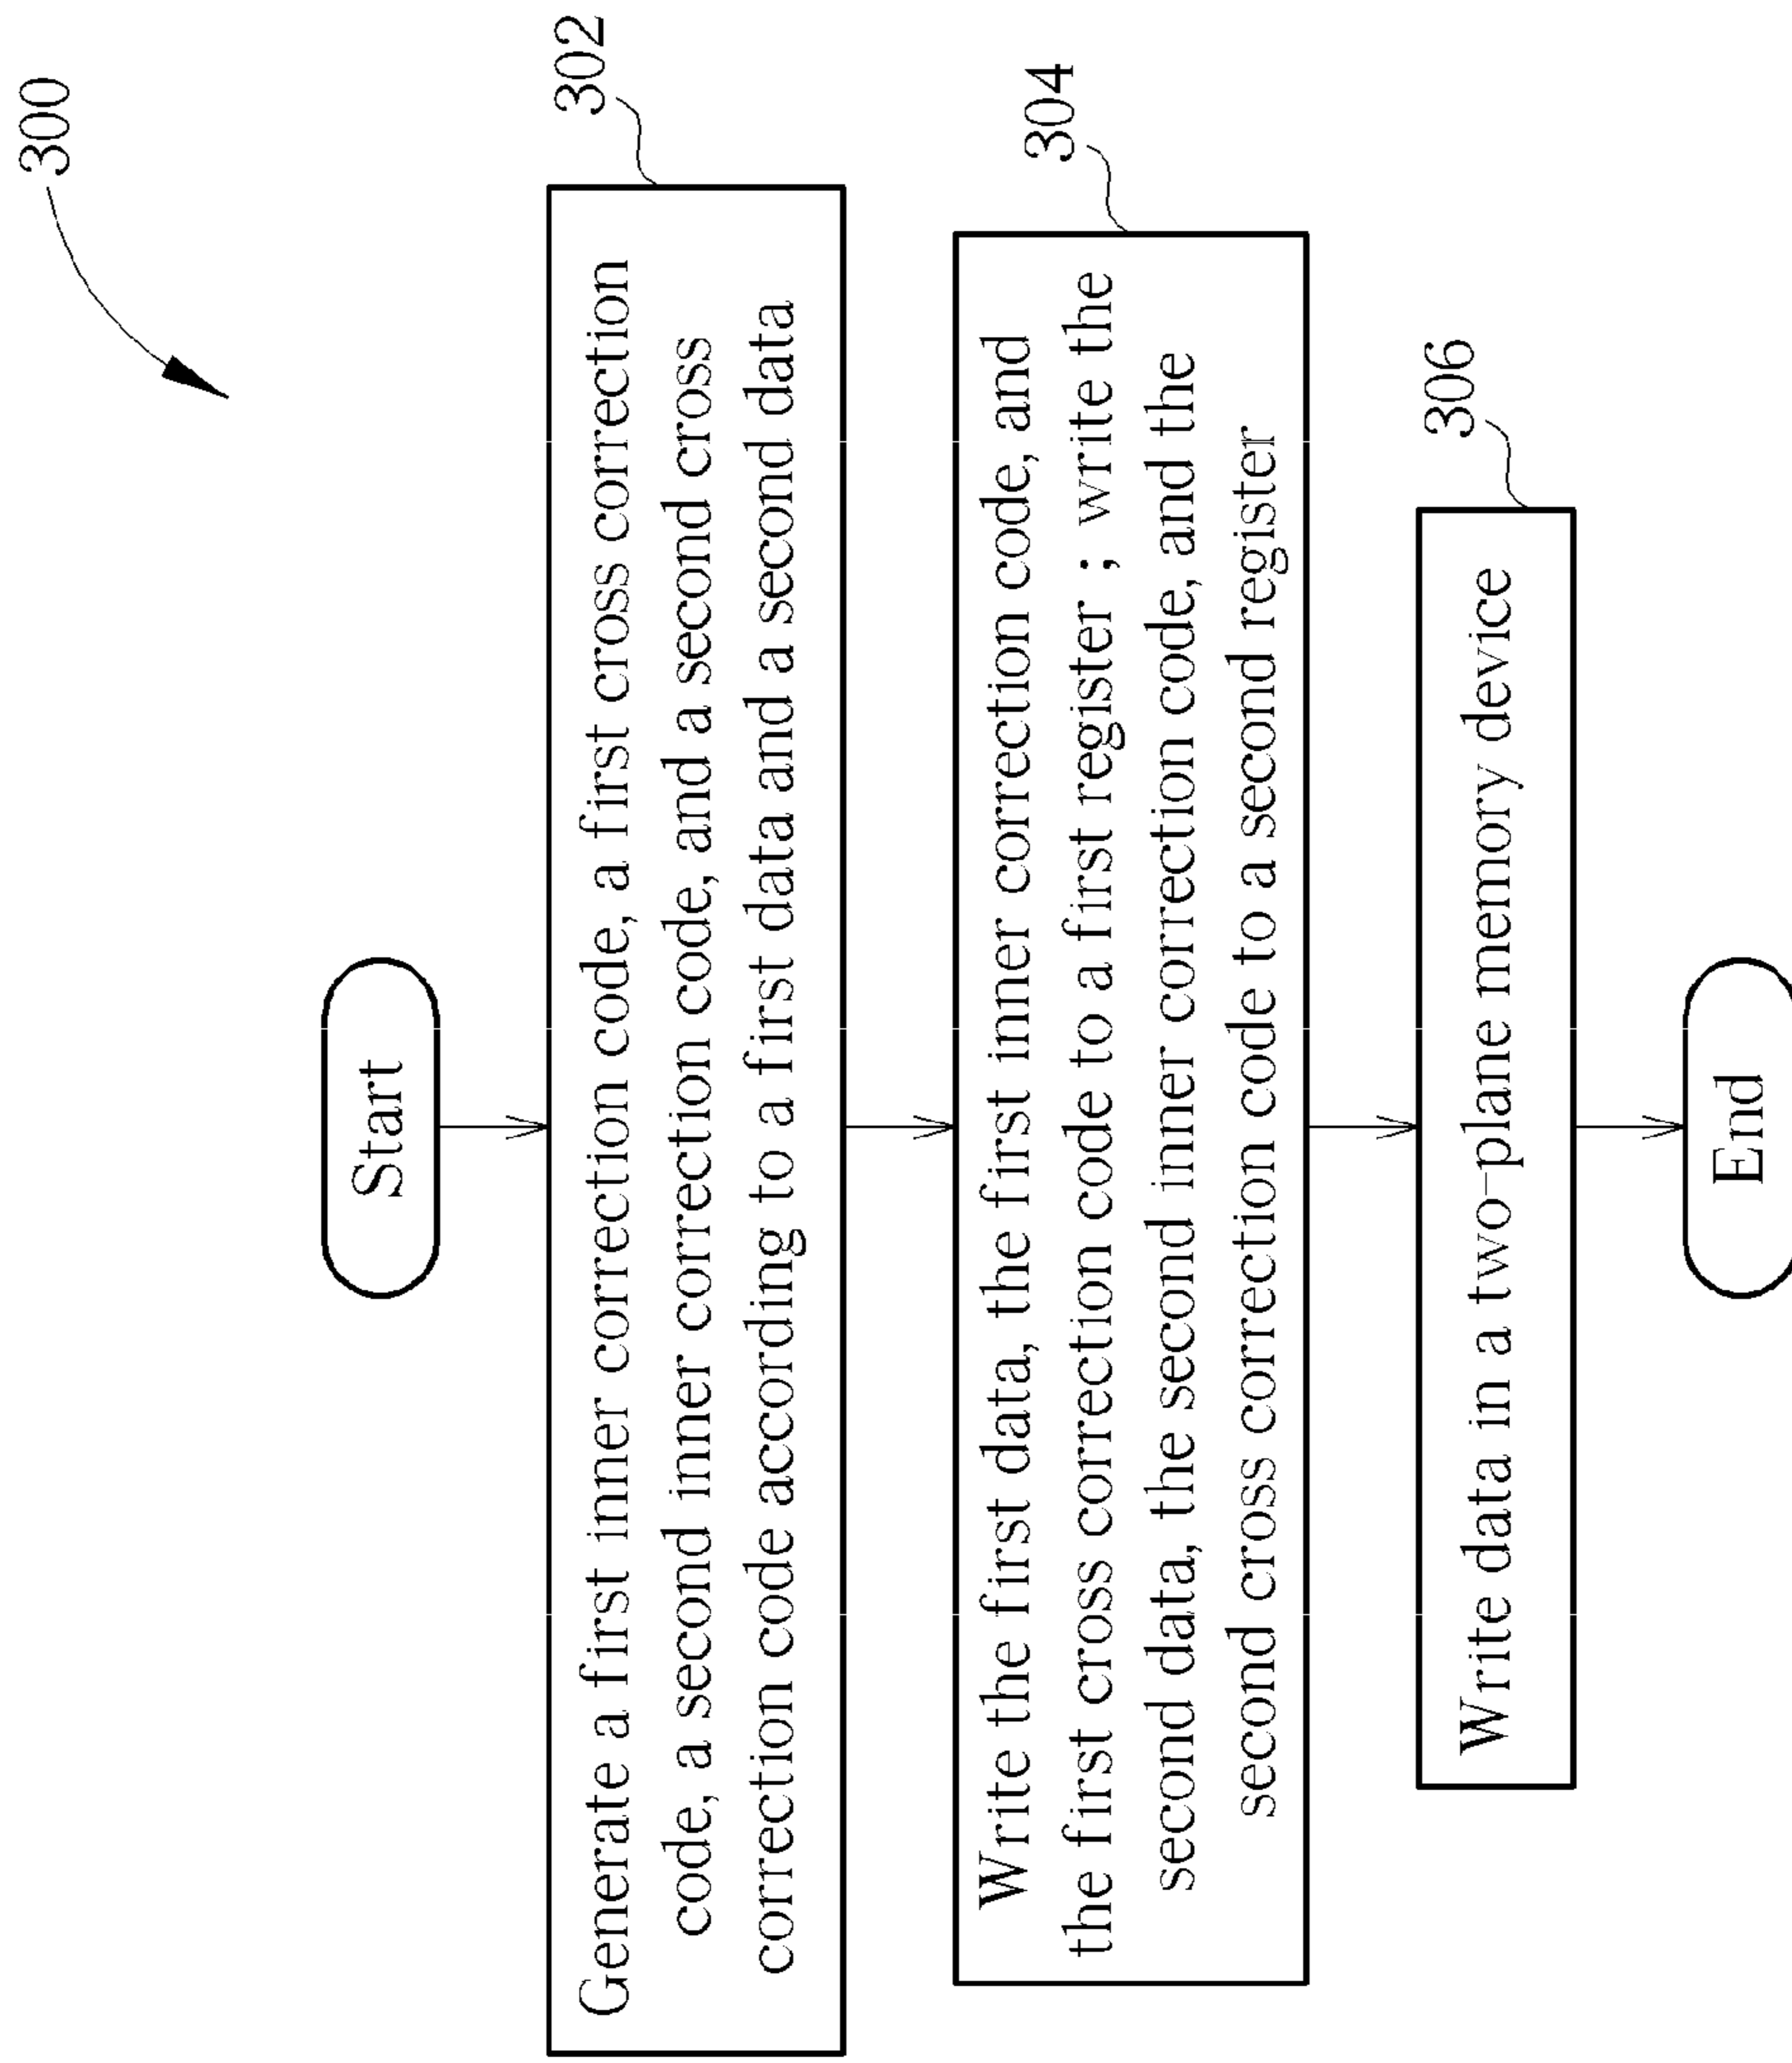 300
Start
302
Generate a first inner correction code, a first cross correction
code, a second inner correction code, and a second cross
correction code according to a first data and a second data
304
Write the first data, the first inner correction code, and
the first cross correction code to a first register ; write the
second data, the second inner correction code, and the
second cross correction code to a second register
306
Write data in a two-plane memory device
End